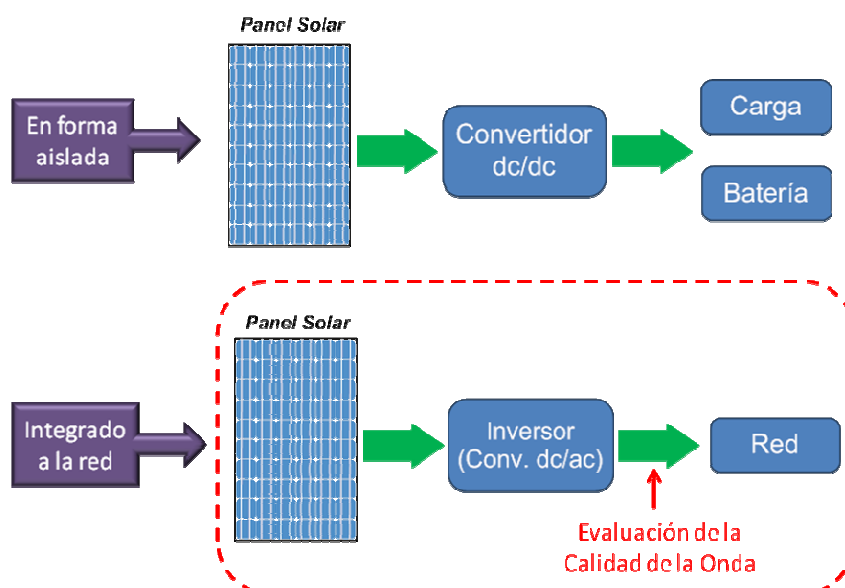 Panel Solar
En forma
aislada
Convertidor
dc/dc
Carga
Batería
Panel Solar
Integrado
a la red
Inversor
(Conv. dc/ac)
Red
Evaluación de la
Calidad de la Onda